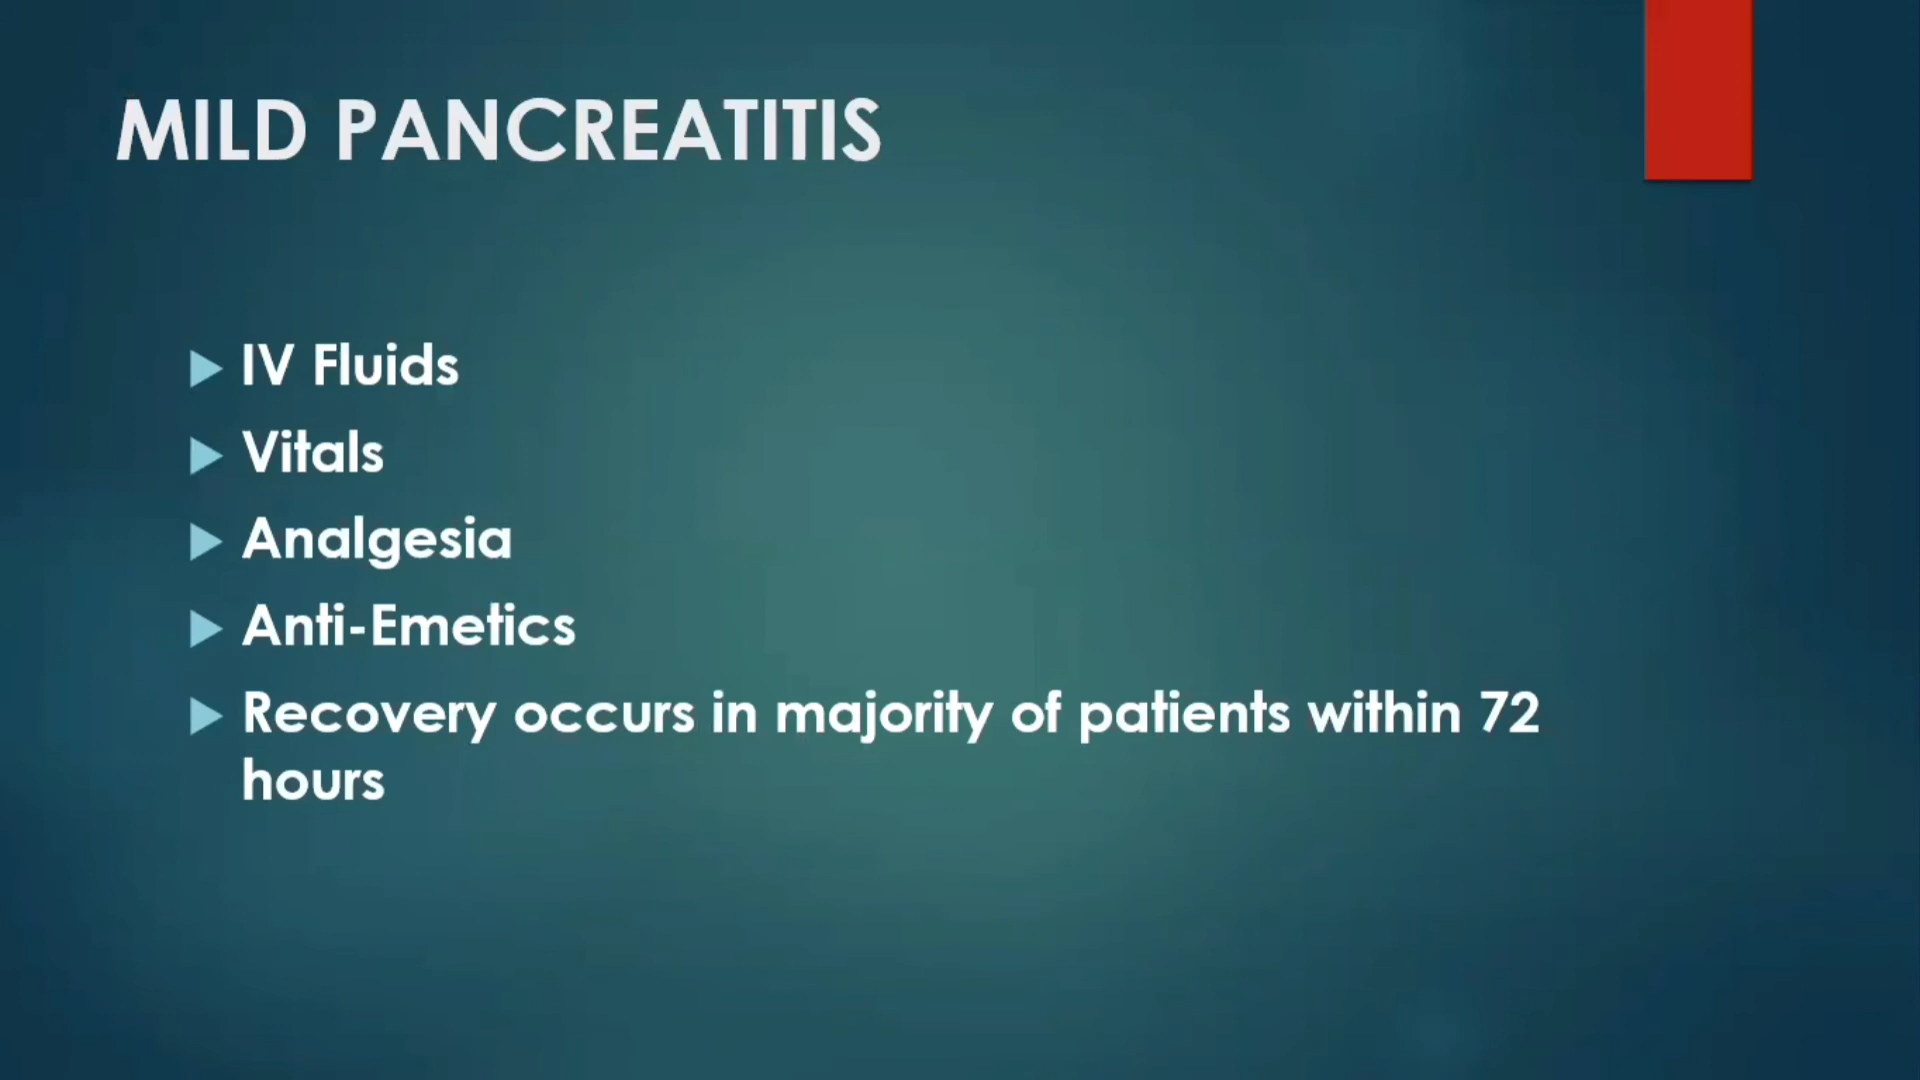 MILD PANCREATITIS
IV Fluids
Vitals
Analgesia
Anti-Emetics
Recovery occurs in majority of patients within 72
hours